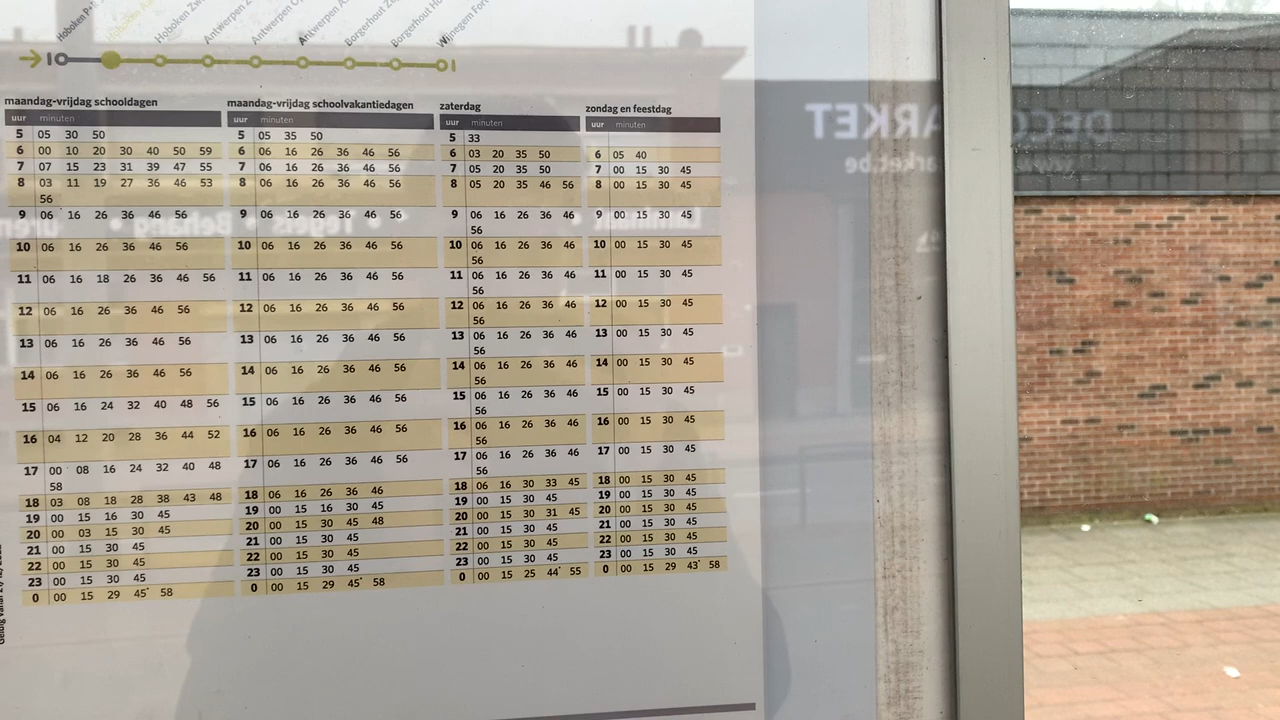 Hoboken P+R
Hoboken
Hoboken Zw
Antwerpen Z
Antwerpen O
Antwerpen A
Borgerhout Ze
Borgerhout Ho
Wijnegem For
10
maandag-vrijdag schooldagen
uur minuten
5 05 30 50
6 00 10 20 30 40 50 59
7 07 15 23 31 39 47 55
8 03 11 19 27 36 46 53
56
9 06 16 26 36 46 56
10 06 16 26 36 46 56
11 06 16 18 26 36 46 56
12 06 16 26 36 46 56
13 06 16 26 36 46 56
14 06 16 26 36 46 56
15 06 16 24 32 40 48 56
16 04 12 20 28 36 44 52
17 00 08 16 24 32 40 48
58
18 03 08 18 28 38 43 48
19 00 15 16 30 45
20 00 03 15 30 45
21 00 15 30 45
22 00 15 30 45
23 00 15 30 45
0 00 15 29 45* 58
maandag-vrijdag schoolvakantiedagen
uur minuten
5 05 35 50
6 06 16 26 36 46 56
7 06 16 26 36 46 56
8 06 16 26 36 46 56
9 06 16 26 36 46 56
10 06 16 26 36 46 56
11 06 16 26 36 46 56
12 06 16 26 36 46 56
13 06 16 26 36 46 56
14 06 16 26 36 46 56
15 06 16 26 36 46 56
16 06 16 26 36 46 56
17 06 16 26 36 46 56
18 06 16 26 36 46
19 00 15 16 30 45
20 00 15 30 45 48
21 00 15 30 45
22 00 15 30 45
23 00 15 30 45
0 00 15 29 45* 58
zaterdag
uur minuten
5 33
6 03 20 35 50
7 05 20 35 50
8 05 20 35 46 56
9 06 16 26 36 46
56
10 06 16 26 36 46
56
11 06 16 26 36 46
56
12 06 16 26 36 46
56
13 06 16 26 36 46
56
14 06 16 26 36 46
56
15 06 16 26 36 46
56
16 06 16 26 36 46
56
17 06 16 26 36 46
56
18 06 16 30 33 45
19 00 15 30 45
20 00 15 30 31 45
21 00 15 30 45
22 00 15 30 45
23 00 15 30 45
0 00 15 25 44* 55
zondag en feestdag
uur minuten
6 05 40
7 00 15 30 45
8 00 15 30 45
9 00 15 30 45
10 00 15 30 45
11 00 15 30 45
12 00 15 30 45
13 00 15 30 45
14 00 15 30 45
15 00 15 30 45
16 00 15 30 45
17 00 15 30 45
18 00 15 30 45
19 00 15 30 45
20 00 15 30 45
21 00 15 30 45
22 00 15 30 45
23 00 15 30 45
0 00 15 29 43* 58
Geldig vanaf
Tegels • Behang •